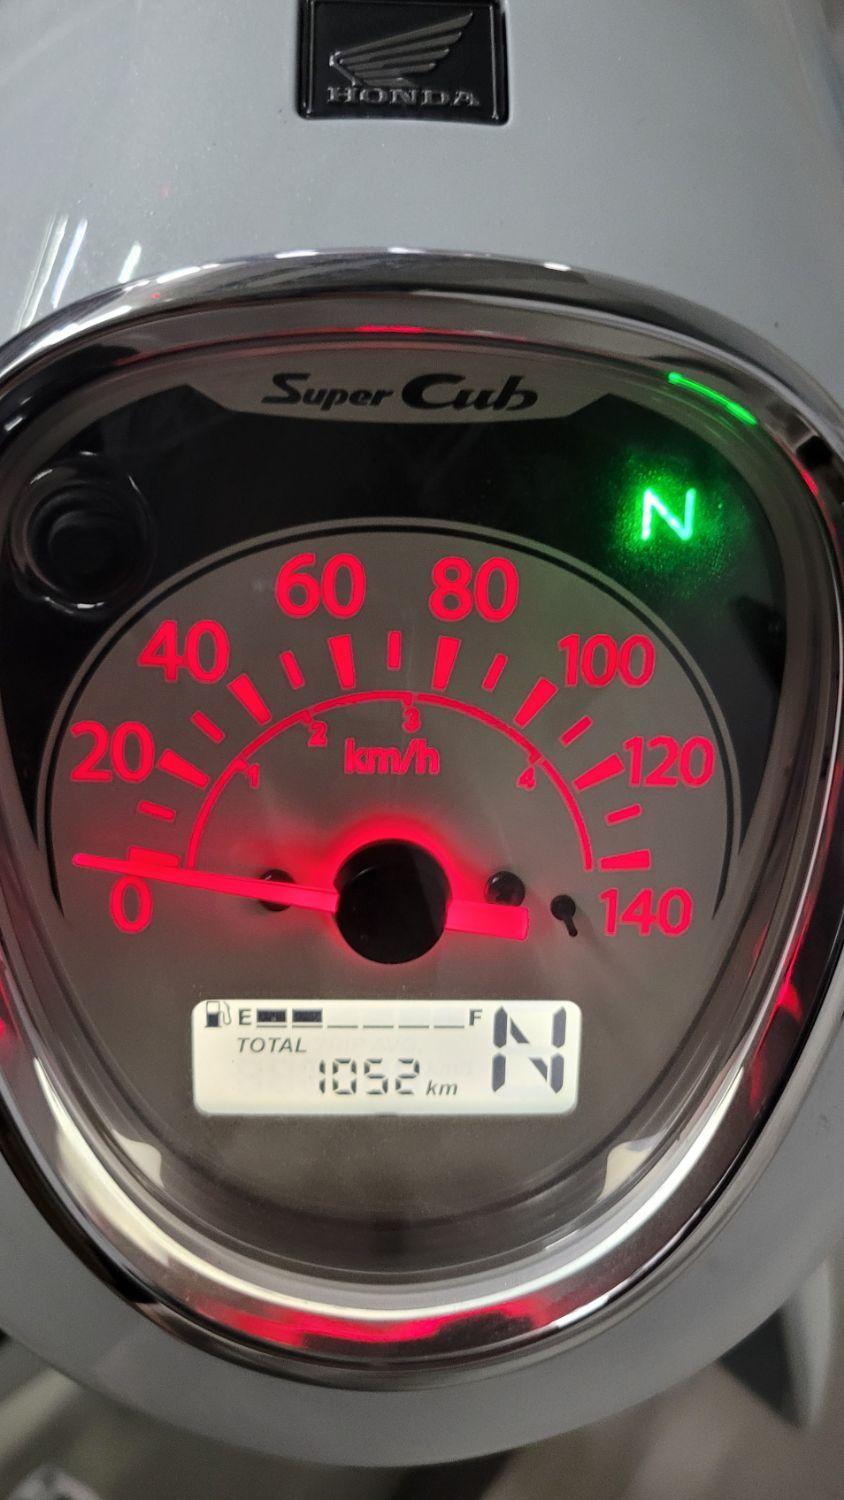 HONDA
Super Cub
N
60 80
40 100
20 120
1 2 3 4
km/h
0 140
E F
TOTAL
1052 km
N